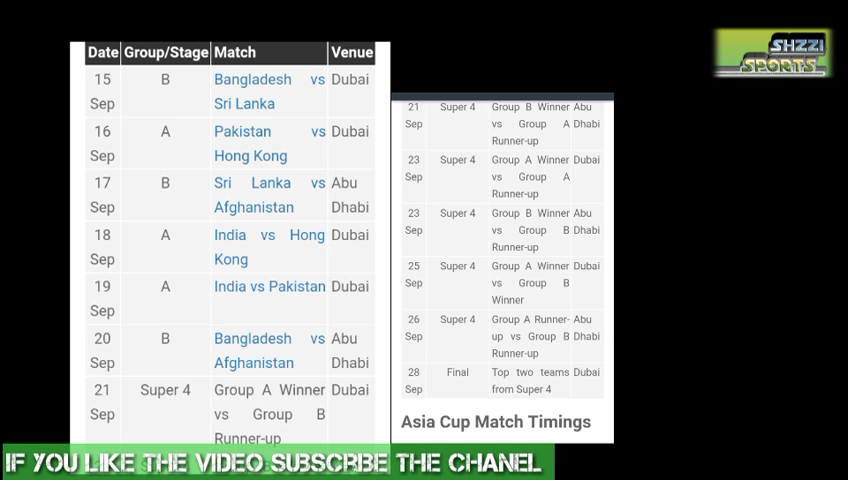 SHZZI
SPORTS
Date Group/Stage Match Venue
15 B Bangladesh vs Dubai
Sep Sri Lanka
16 A Pakistan vs Dubai
Sep Hong Kong
17 B Sri Lanka vs Abu
Sep Afghanistan Dhabi
18 A India vs Hong Dubai
Sep Kong
19 A India vs Pakistan Dubai
Sep
20 B Bangladesh vs Abu
Sep Afghanistan Dhabi
21 Super 4 Group A Winner Dubai
Sep vs Group B
Runner-up
21 Super 4 Group B Winner Abu
Sep vs Group A Dhabi
Runner-up
23 Super 4 Group A Winner Dubai
Sep vs Group A
Runner-up
23 Super 4 Group B Winner Abu
Sep vs Group B Dhabi
Runner-up
25 Super 4 Group A Winner Dubai
Sep vs Group B
Winner
26 Super 4 Group A Runner- Abu
Sep up vs Group B Dhabi
Runner-up
28 Final Top two teams Dubai
Sep from Super 4
Asia Cup Match Timings
IF YOU LIKE THE VIDEO SUBSCRBE THE CHANEL